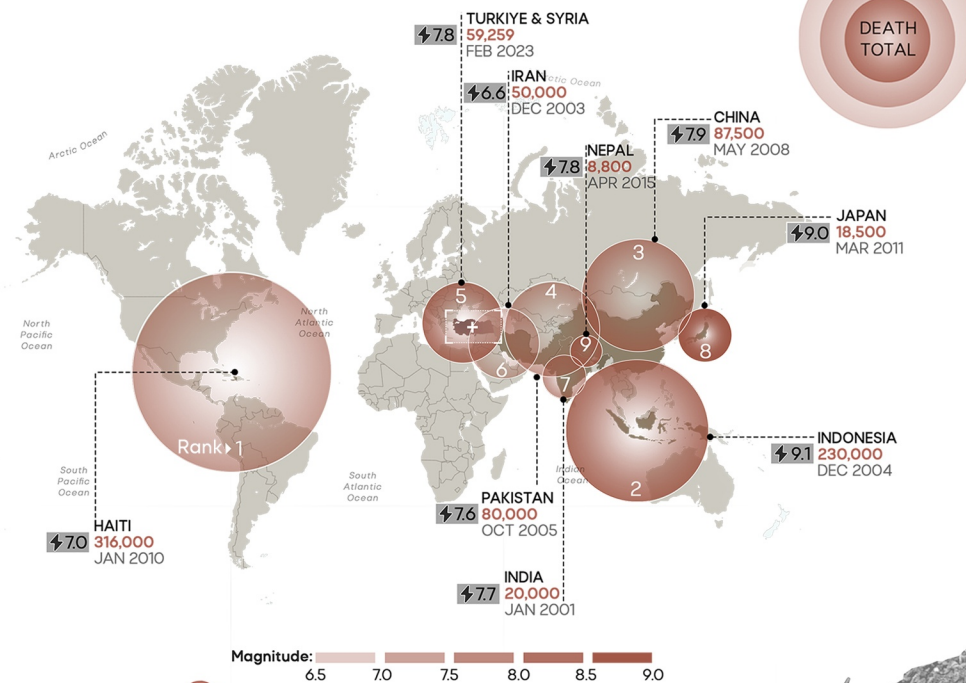 DEATH
TOTAL
TURKIYE & SYRIA
7.8
59,259
FEB 2023
IRAN
6.6
50,000
DEC 2003
ctic Ocean
CHINA
7.9
87,500
MAY 2008
NEPAL
7.8
8,800
APR 2015
JAPAN
9.0
18,500
MAR 2011
Arctic Ocean
North
Pacific
Ocean
North
Atlantic
Ocean
3
5
4
9
8
6
7
Rank 1
2
South
Pacific
Ocean
South
Atlantic
Ocean
Indian
Ocean
INDONESIA
9.1
230,000
DEC 2004
PAKISTAN
7.6
80,000
OCT 2005
HAITI
7.0
316,000
JAN 2010
INDIA
7.7
20,000
JAN 2001
Magnitude:
6.5 7.0 7.5 8.0 8.5 9.0